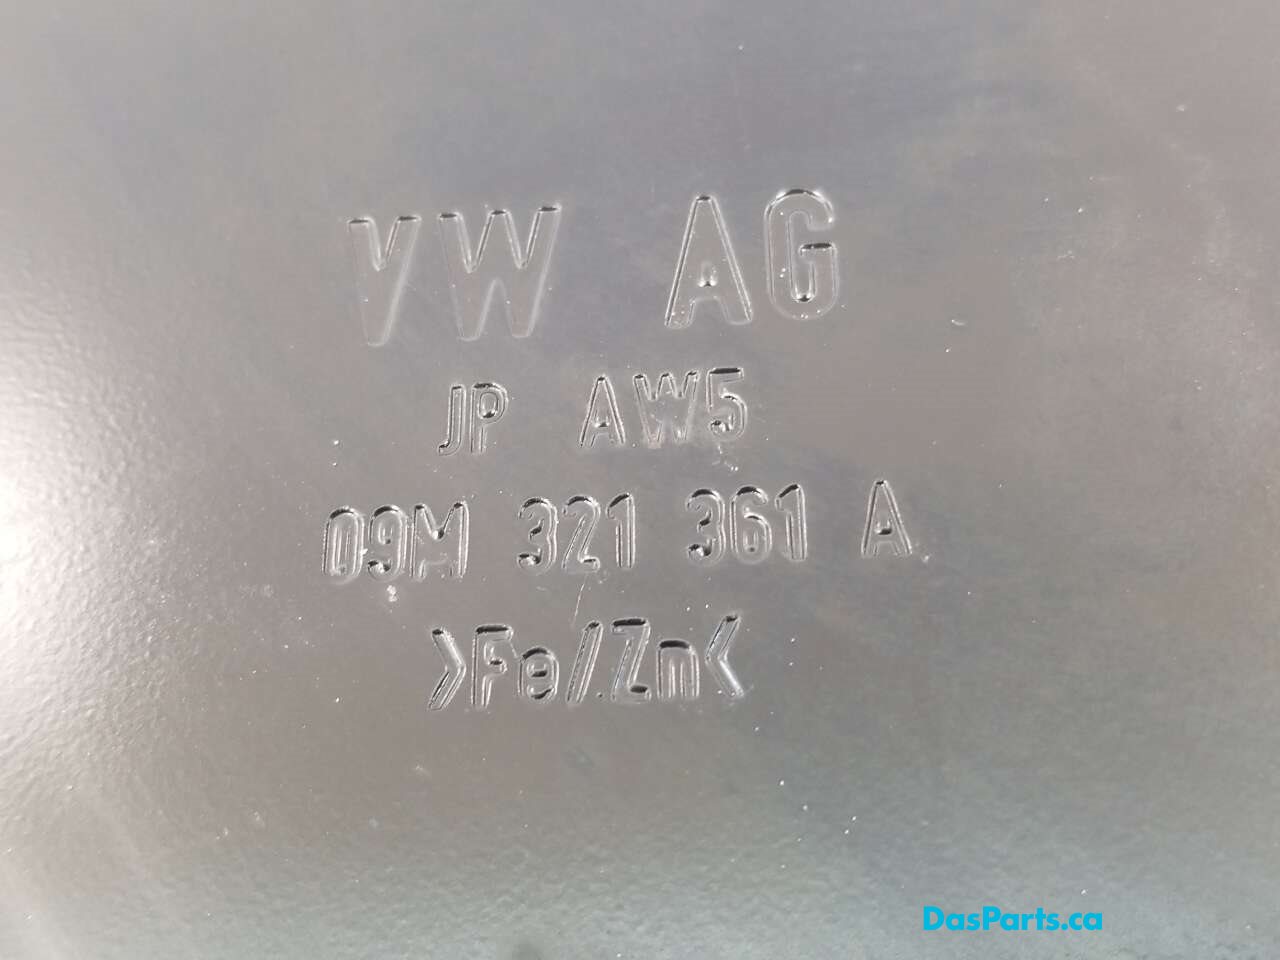 VW AG
JP AW5
09M 321 361 A
>Fe/Zn<
DasParts.ca